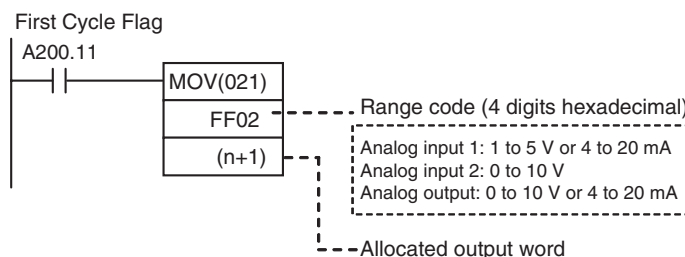 First Cycle Flag
A200.11
MOV(021)
FF02
(n+1)
Range code (4 digits hexadecimal)
Analog input 1: 1 to 5 V or 4 to 20 mA
Analog input 2: 0 to 10 V
Analog output: 0 to 10 V or 4 to 20 mA
Allocated output word